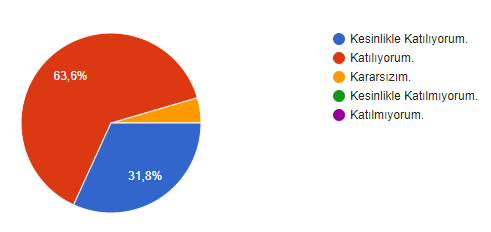 63,6%
31,8%
Kesinlikle Katılıyorum.
Katılıyorum.
Kararsızım.
Kesinlikle Katılmıyorum.
Katılmıyorum.